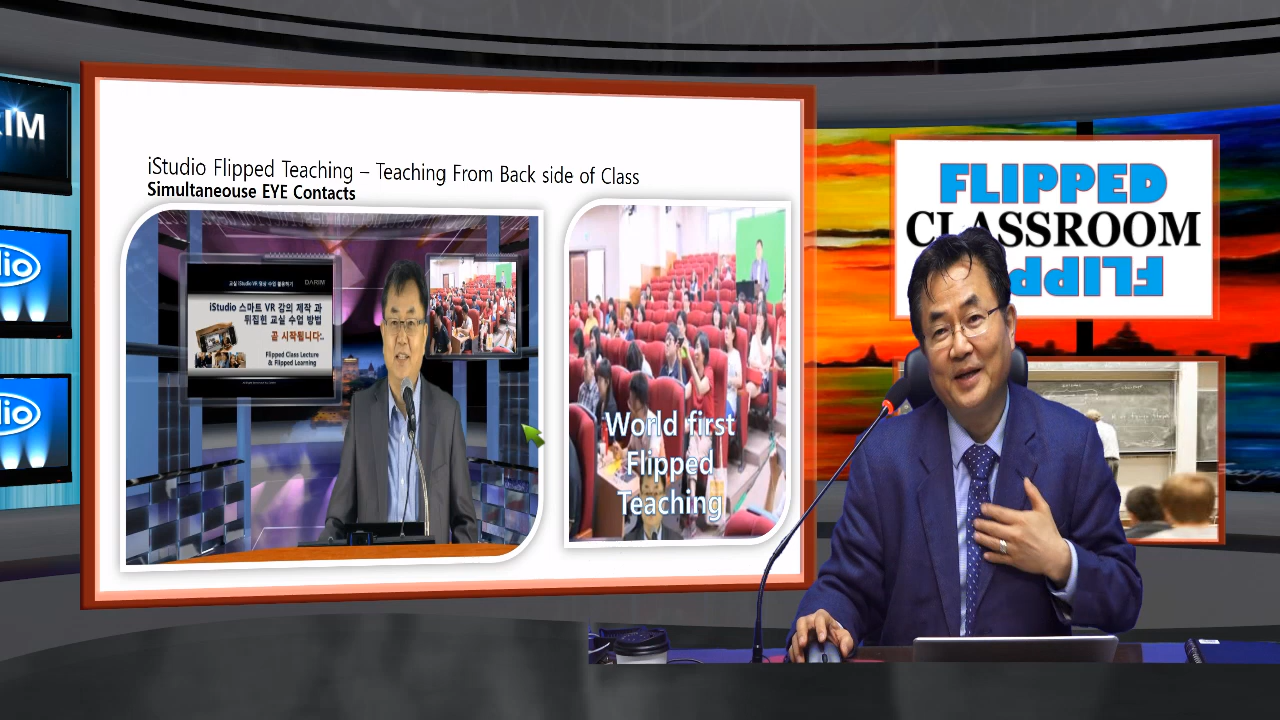 iStudio Flipped Teaching – Teaching From Back side of Class
Simultaneouse EYE Contacts
DARIM
iStudio 스마트 VR 강의 제작 과
뒤집힌 교실 수업 방법
곧 시작됩니다
Flipped Class Lecture
& Flipped Learning
World first
Flipped
Teaching
FLIPPED
CLASSROOM
FLIPP
IM
dio
dio